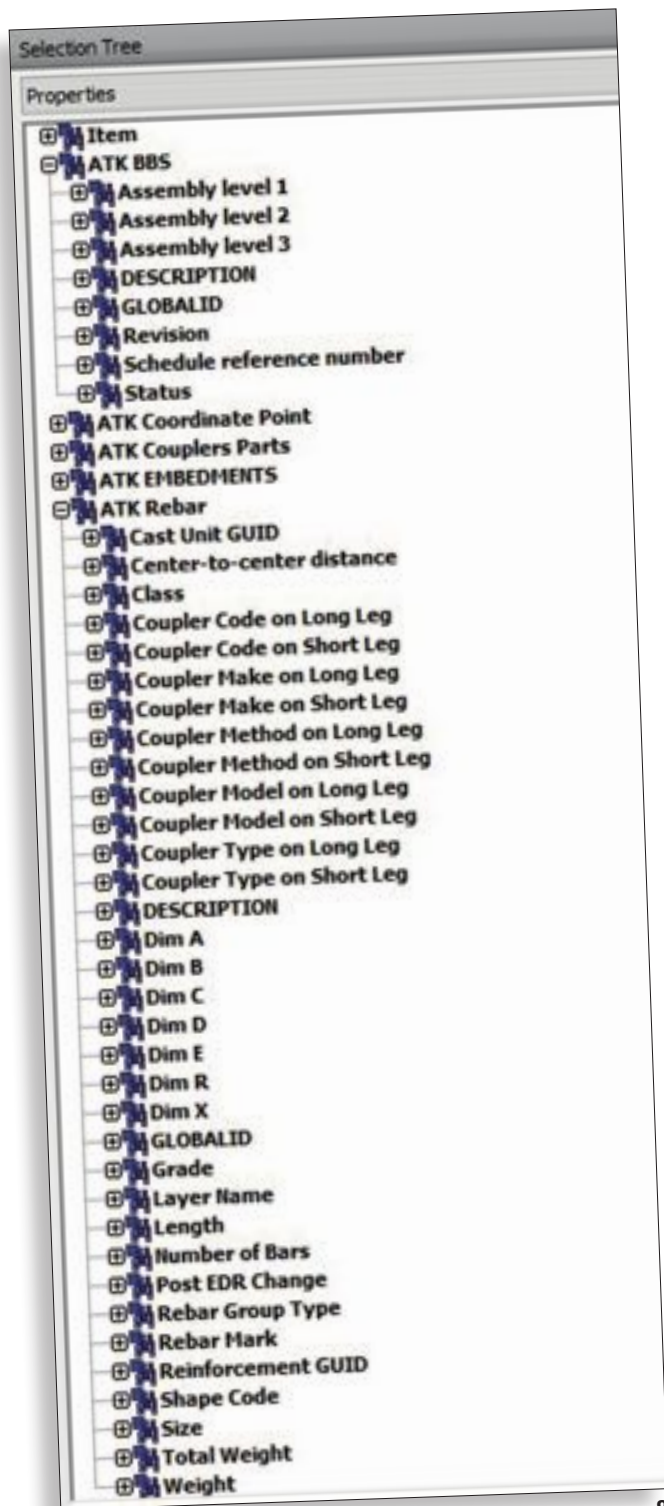 Selection Tree
Properties
Item
ATK BBS
Assembly level 1
Assembly level 2
Assembly level 3
DESCRIPTION
GLOBALID
Revision
Schedule reference number
Status
ATK Coordinate Point
ATK Couplers Parts
ATK EMBEDMENTS
ATK Rebar
Cast Unit GUID
Center-to-center distance
Class
Coupler Code on Long Leg
Coupler Code on Short Leg
Coupler Make on Long Leg
Coupler Make on Short Leg
Coupler Method on Long Leg
Coupler Method on Short Leg
Coupler Model on Long Leg
Coupler Model on Short Leg
Coupler Type on Long Leg
Coupler Type on Short Leg
DESCRIPTION
Dim A
Dim B
Dim C
Dim D
Dim E
Dim R
Dim X
GLOBALID
Grade
Layer Name
Length
Number of Bars
Post EDR Change
Rebar Group Type
Rebar Mark
Reinforcement GUID
Shape Code
Size
Total Weight
Weight